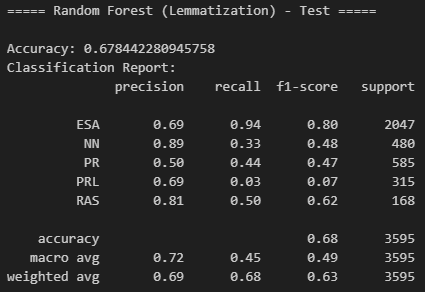 ===== Random Forest (Lemmatization) - Test =====
Accuracy: 0.678442280945758
Classification Report:
precision recall f1-score support
ESA 0.69 0.94 0.80 2047
NN 0.89 0.33 0.48 480
PR 0.50 0.44 0.47 585
PRL 0.69 0.03 0.07 315
RAS 0.81 0.50 0.62 168
accuracy 0.68 3595
macro avg 0.72 0.45 0.49 3595
weighted avg 0.69 0.68 0.63 3595